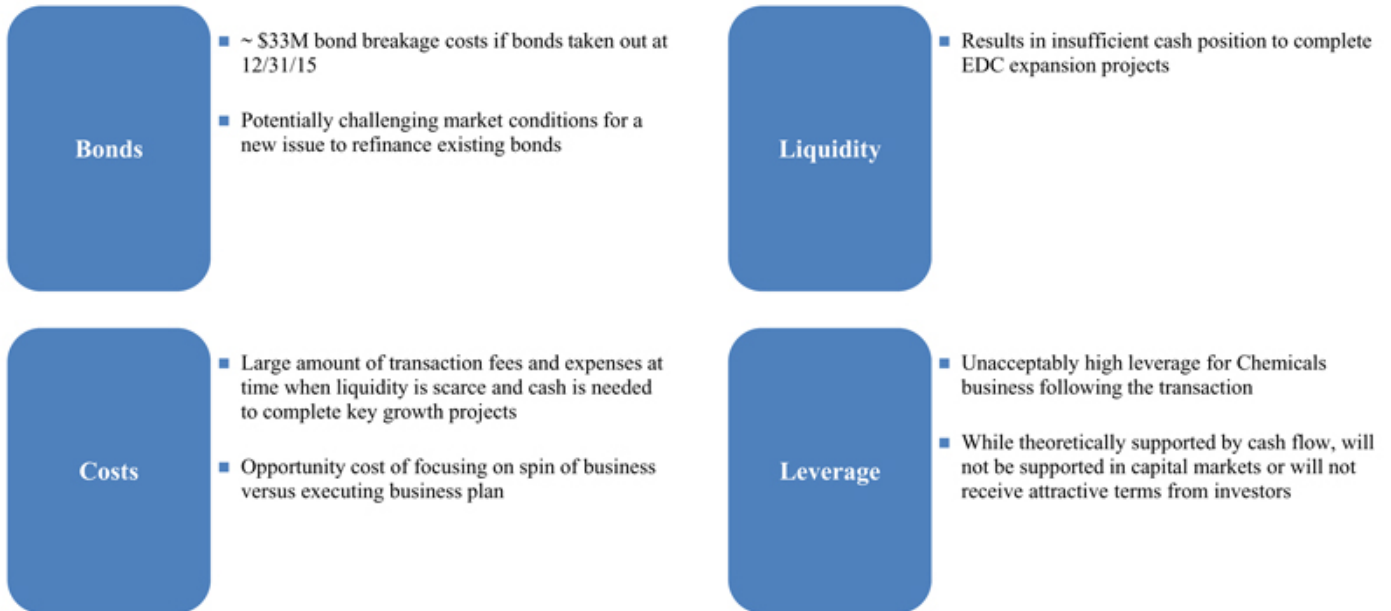 Bonds
~ $33M bond breakage costs if bonds taken out at
12/31/15
Potentially challenging market conditions for a
new issue to refinance existing bonds
Liquidity
Results in insufficient cash position to complete
EDC expansion projects
Costs
Large amount of transaction fees and expenses at
time when liquidity is scarce and cash is needed
to complete key growth projects
Opportunity cost of focusing on spin of business
versus executing business plan
Leverage
Unacceptably high leverage for Chemicals
business following the transaction
While theoretically supported by cash flow, will
not be supported in capital markets or will not
receive attractive terms from investors